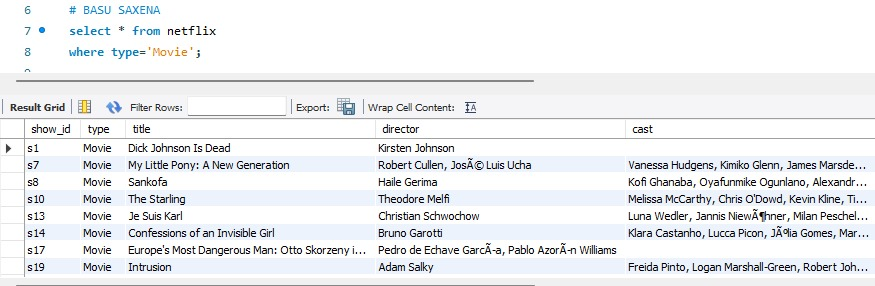 6 # BASU SAXENA
7 select * from netflix
8 where type='Movie';
Result Grid Filter Rows: Export: Wrap Cell Content:
show_id type title director cast
s1 Movie Dick Johnson Is Dead Kirsten Johnson
s7 Movie My Little Pony: A New Generation Robert Cullen, JosÃ© Luis Ucha Vanessa Hudgens, Kimiko Glenn, James Marsde...
s8 Movie Sankofa Haile Gerima Kofi Ghanaba, Oyafunmike Ogunlano, Alexandr...
s10 Movie The Starling Theodore Melfi Melissa McCarthy, Chris O'Dowd, Kevin Kline, Ti...
s13 Movie Je Suis Karl Christian Schwochow Luna Wedler, Jannis NiewÃ¶hner, Milan Peschel...
s14 Movie Confessions of an Invisible Girl Bruno Garotti Klara Castanho, Lucca Picon, JÃºlia Gomes, Mar...
s17 Movie Europe's Most Dangerous Man: Otto Skorzeny i... Pedro de Echave GarcÃ-a, Pablo AzorÃ-n Williams
s19 Movie Intrusion Adam Salky Freida Pinto, Logan Marshall-Green, Robert Joh...